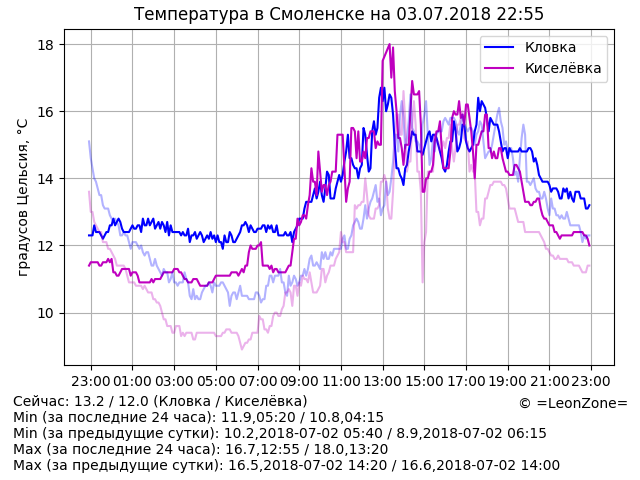 Температура в Смоленске на 03.07.2018 22:55
Кловка
Киселёвка
градусов Цельсия, °C
18
16
14
12
10
23:00 01:00 03:00 05:00 07:00 09:00 11:00 13:00 15:00 17:00 19:00 21:00 23:00
Сейчас: 13.2 / 12.0 (Кловка / Киселёвка)
© =LeonZone=
Min (за последние 24 часа): 11.9,05:20 / 10.8,04:15
Min (за предыдущие сутки): 10.2,2018-07-02 05:40 / 8.9,2018-07-02 06:15
Max (за последние 24 часа): 16.7,12:55 / 18.0,13:20
Max (за предыдущие сутки): 16.5,2018-07-02 14:20 / 16.6,2018-07-02 14:00